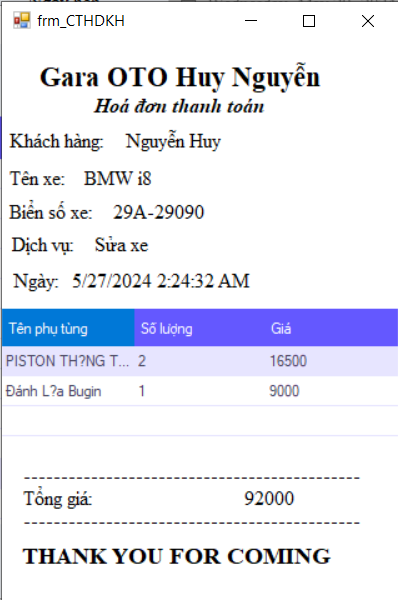 frm_CTHDKH
Gara OTO Huy Nguyễn
Hoá đơn thanh toán
Khách hàng: Nguyễn Huy
Tên xe: BMW i8
Biển số xe: 29A-29090
Dịch vụ: Sửa xe
Ngày: 5/27/2024 2:24:32 AM
Tên phụ tùng Số lượng Giá
PISTON TH?NG T... 2 16500
Đánh L?a Bugin 1 9000
------------------------------------------------
Tổng giá: 92000
------------------------------------------------
THANK YOU FOR COMING